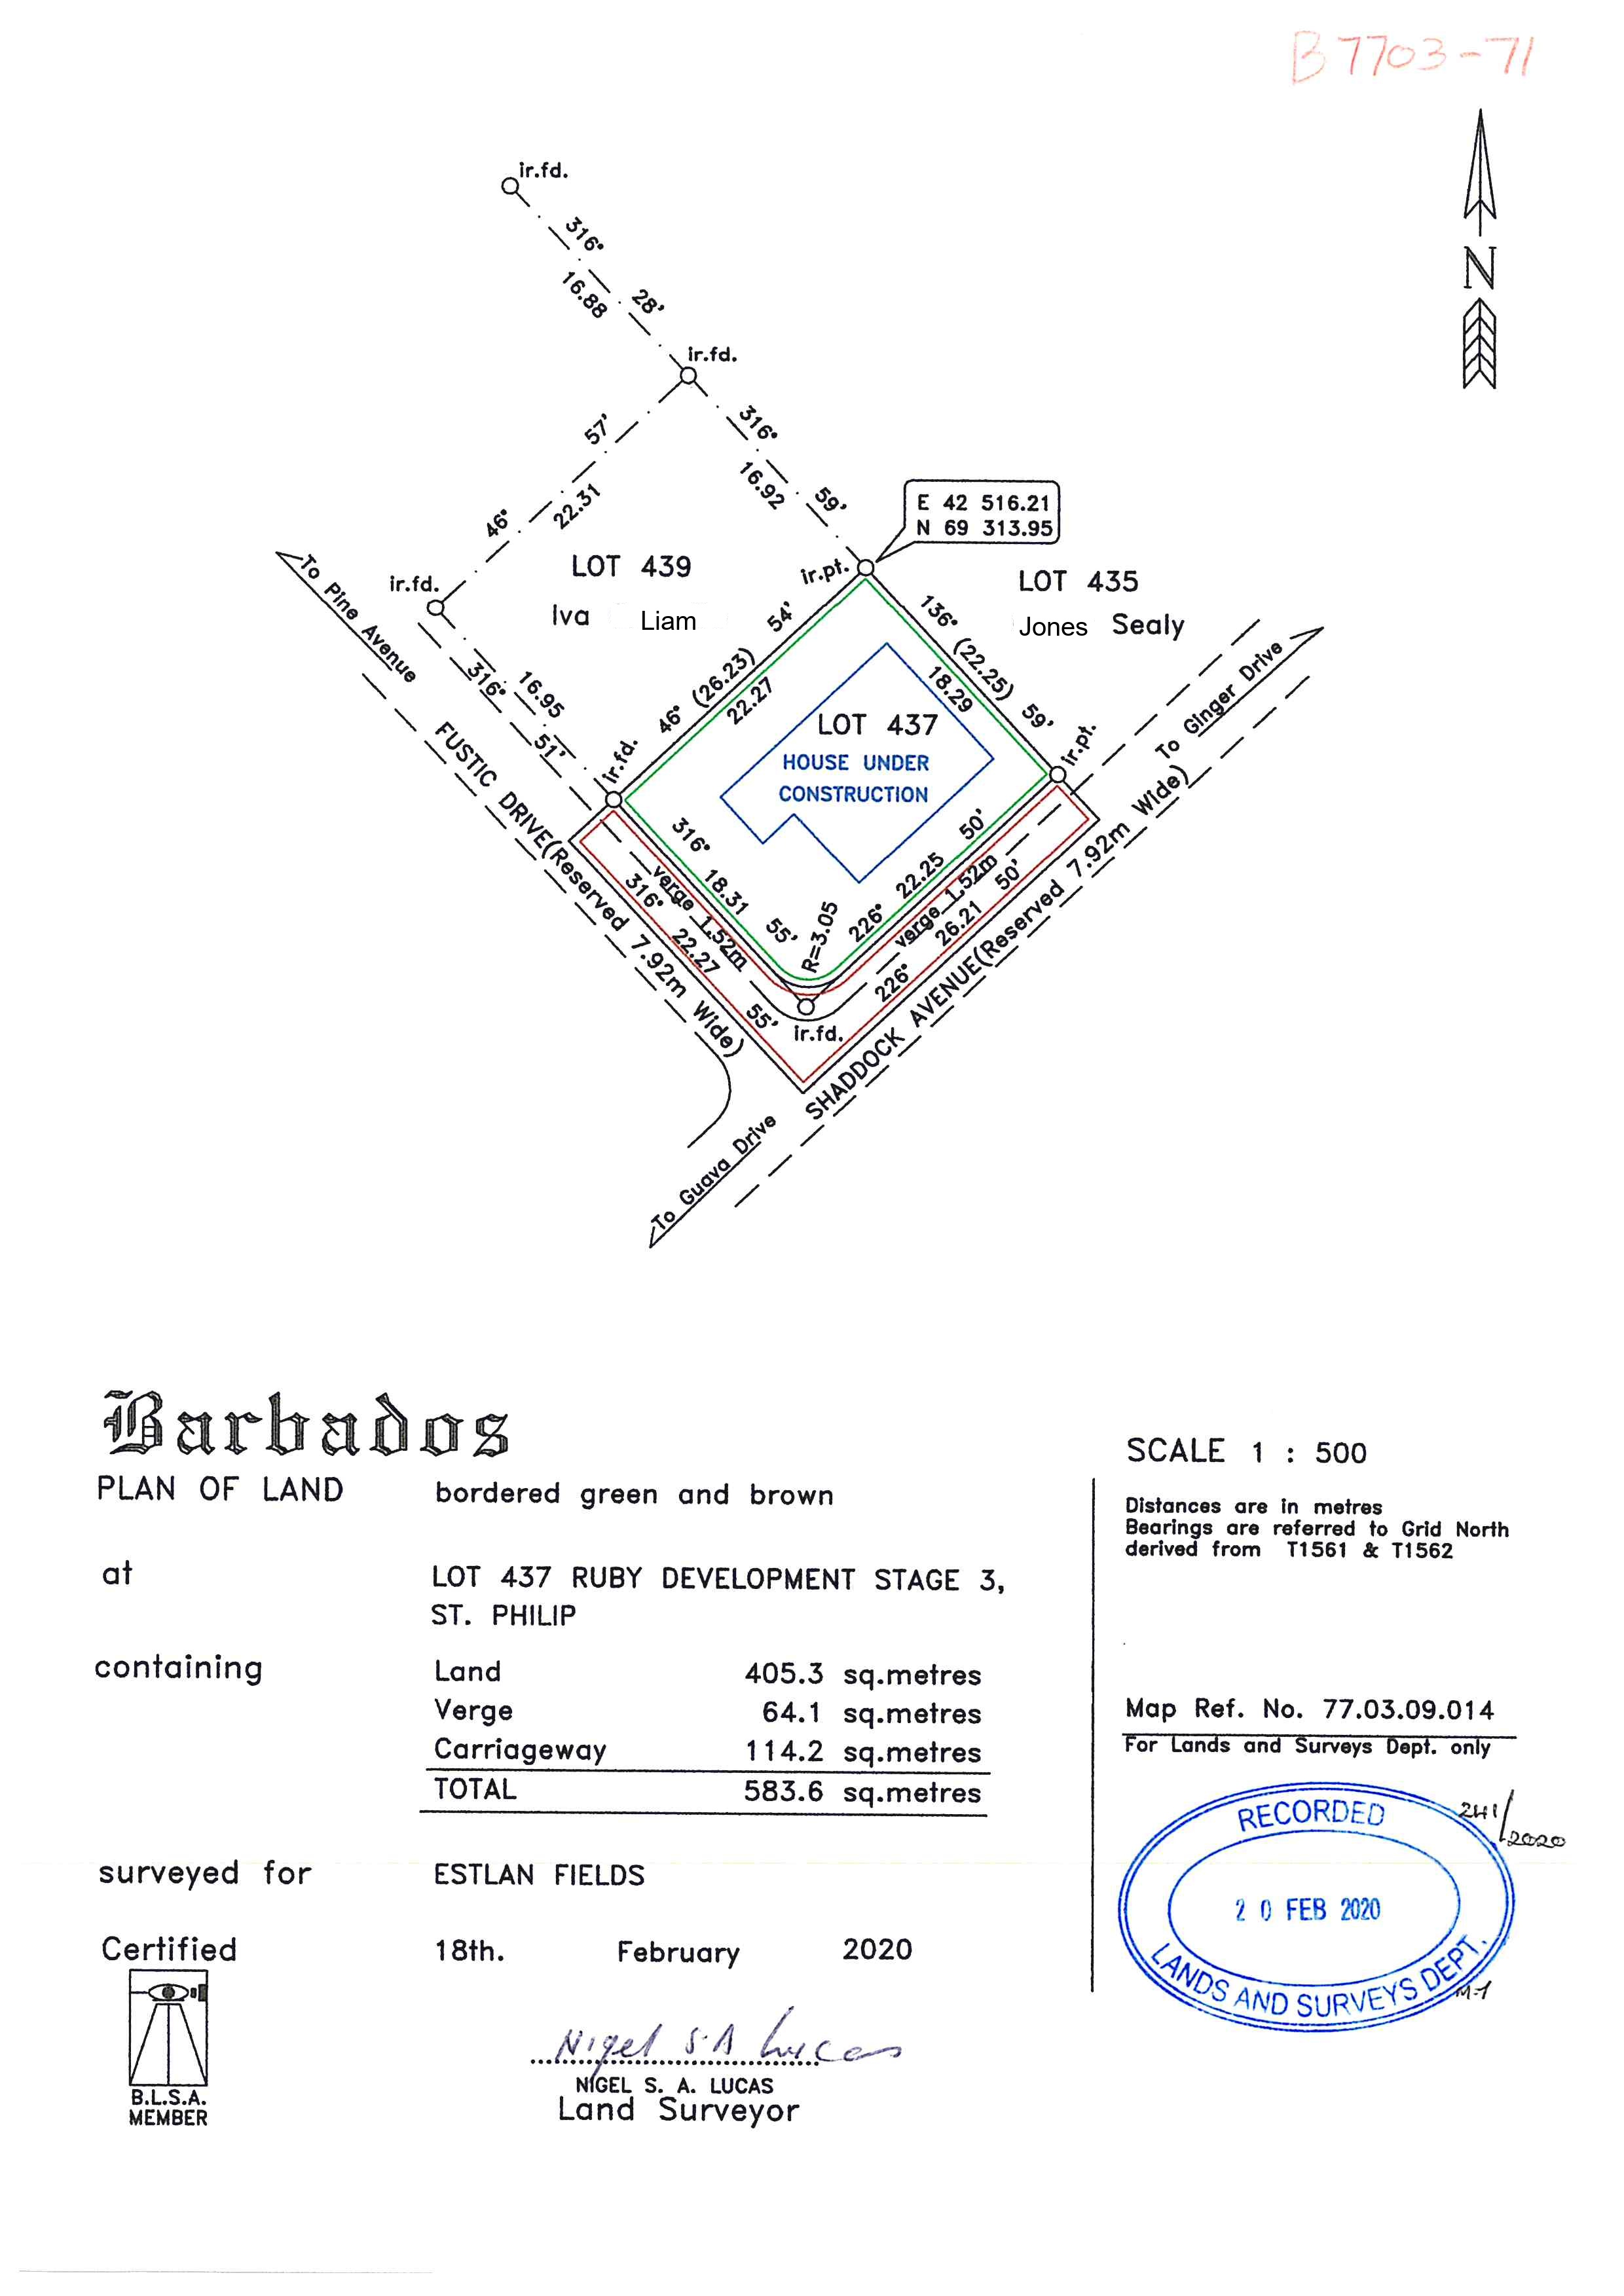 B7703-71
ir.fd.
316° 28'
16.88
ir.fd.
N
57'
46°
22.31
316° 59'
16.92
E 42 516.21
N 69 313.95
ir.pt.
LOT 439
Iva Liam
LOT 435
Jones Sealy
ir.fd.
To Pine Avenue
46° (26.23) 54'
22.27
136° (22.25) 59'
18.29
316° 51'
16.95
LOT 437
HOUSE UNDER
CONSTRUCTION
ir.fd.
ir.pt.
To Ginger Drive
FUSTIC DRIVE(Reserved 7.92m Wide)
316° 18.31 55'
verge 1.52m
316° 22.27 55'
R=3.05
226° 22.25 50'
verge 1.52m
226° 26.21 50'
ir.fd.
SHADDOCK AVENUE(Reserved 7.92m Wide)
To Guava Drive
Barbados
PLAN OF LAND bordered green and brown
at LOT 437 RUBY DEVELOPMENT STAGE 3,
ST. PHILIP
containing Land 405.3 sq.metres
Verge 64.1 sq.metres
Carriageway 114.2 sq.metres
TOTAL 583.6 sq.metres
surveyed for ESTLAN FIELDS
Certified 18th. February 2020
B.L.S.A.
MEMBER
Nigel S.A Lucas
NIGEL S. A. LUCAS
Land Surveyor
SCALE 1 : 500
Distances are in metres
Bearings are referred to Grid North
derived from T1561 & T1562
Map Ref. No. 77.03.09.014
For Lands and Surveys Dept. only
241/2020
RECORDED
20 FEB 2020
LANDS AND SURVEYS DEPT.